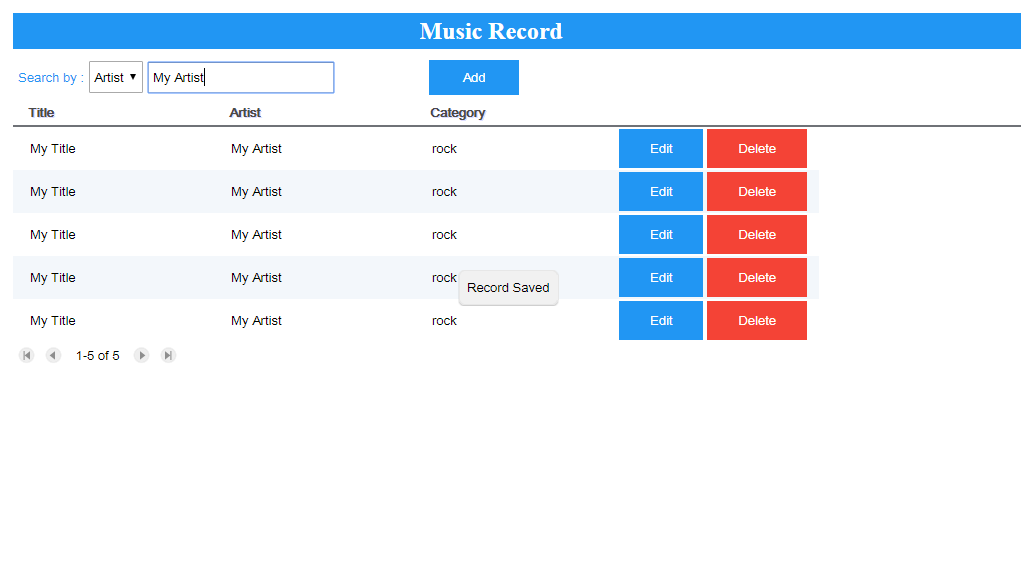 Music Record
Search by : Artist My Artist Add
Title Artist Category
My Title My Artist rock Edit Delete
My Title My Artist rock Edit Delete
My Title My Artist rock Edit Delete
My Title My Artist rock Edit Delete
Record Saved
My Title My Artist rock Edit Delete
1-5 of 5